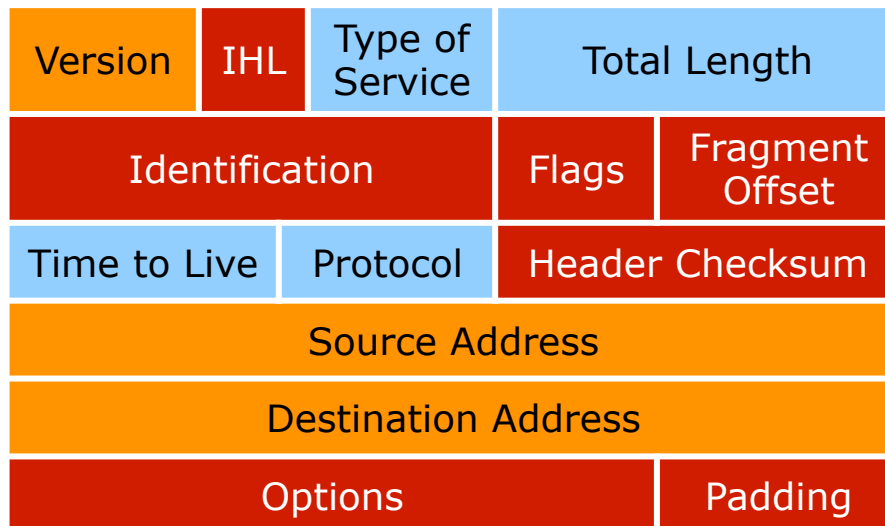 Version
IHL
Type of
Service
Total Length
Identification
Flags
Fragment
Offset
Time to Live
Protocol
Header Checksum
Source Address
Destination Address
Options
Padding